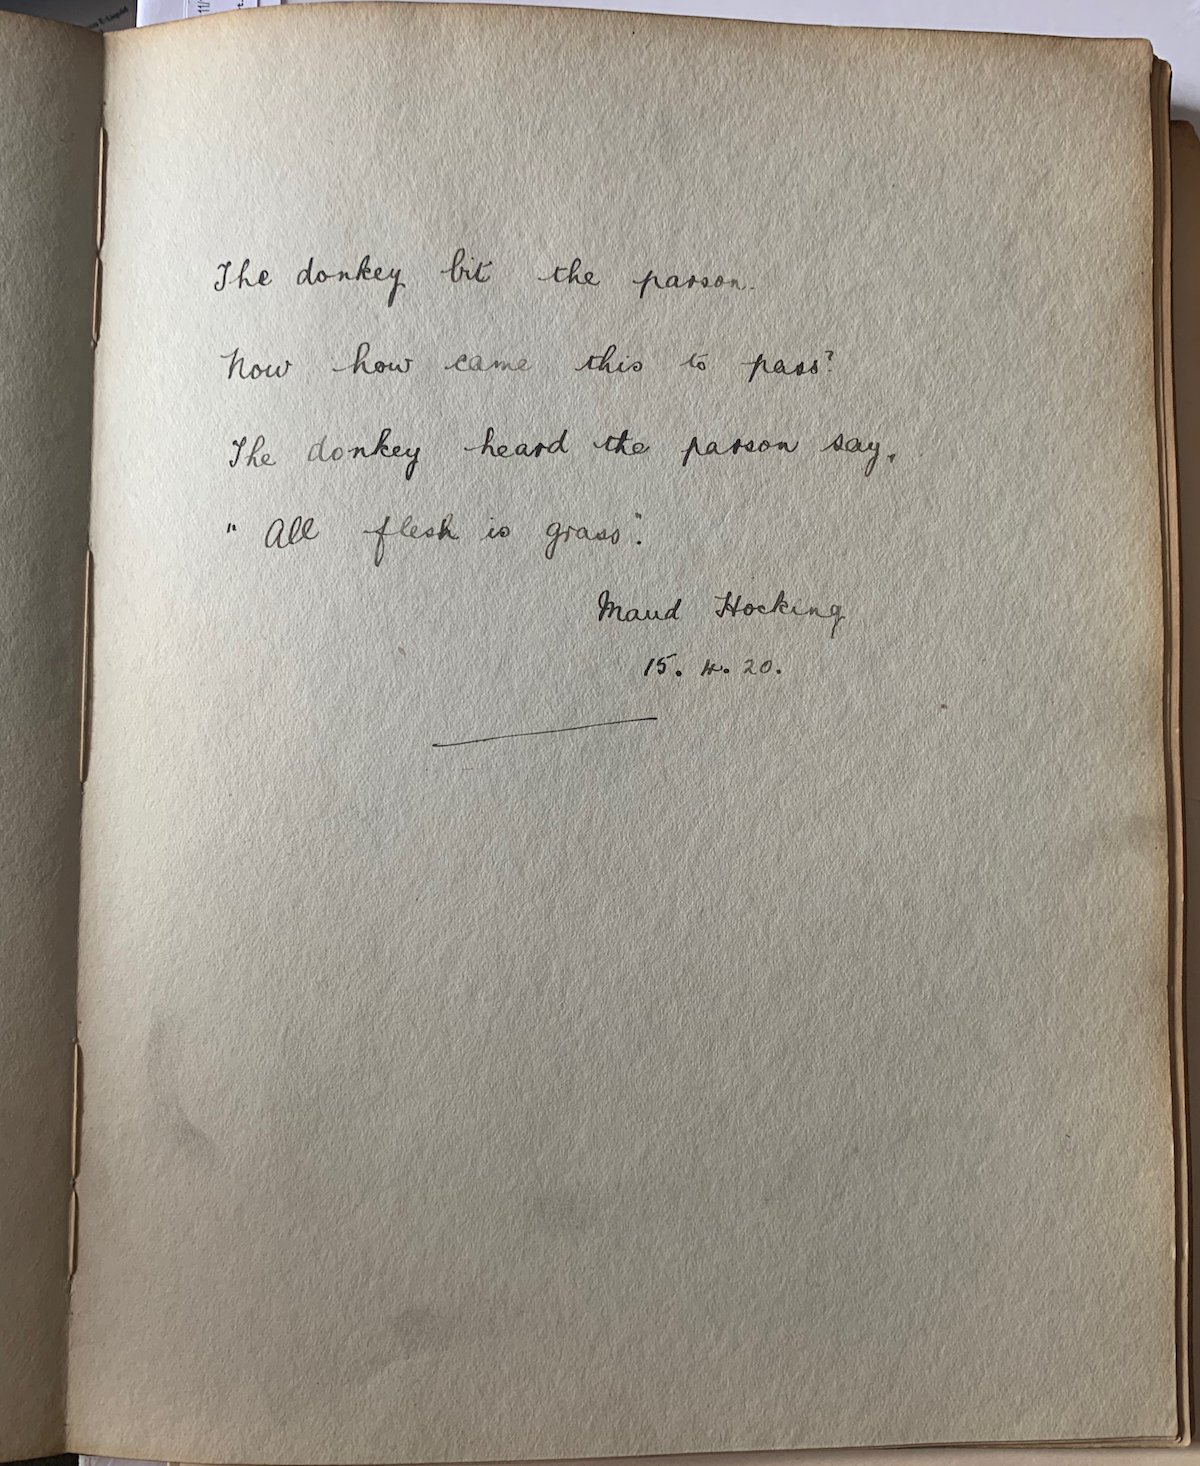 The donkey bit the parson.
Now how came this to pass?
The donkey heard the parson say,
" All flesh is grass".
Maud Hocking
15. 4. 20.